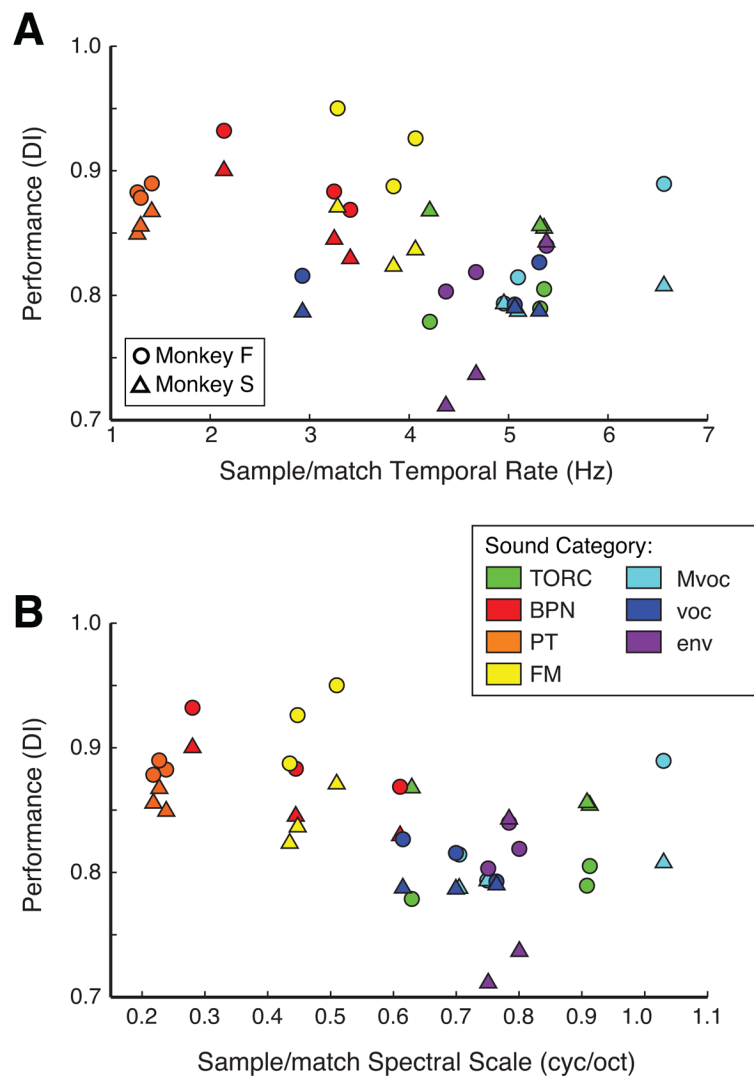 A
1.0
0.9
0.8
0.7
Performance (DI)
Monkey F
Monkey S
1 2 3 4 5 6 7
Sample/match Temporal Rate (Hz)
Sound Category:
TORC Mvoc
BPN voc
PT env
FM
B
1.0
0.9
0.8
0.7
Performance (DI)
0.2 0.3 0.4 0.5 0.6 0.7 0.8 0.9 1.0 1.1
Sample/match Spectral Scale (cyc/oct)